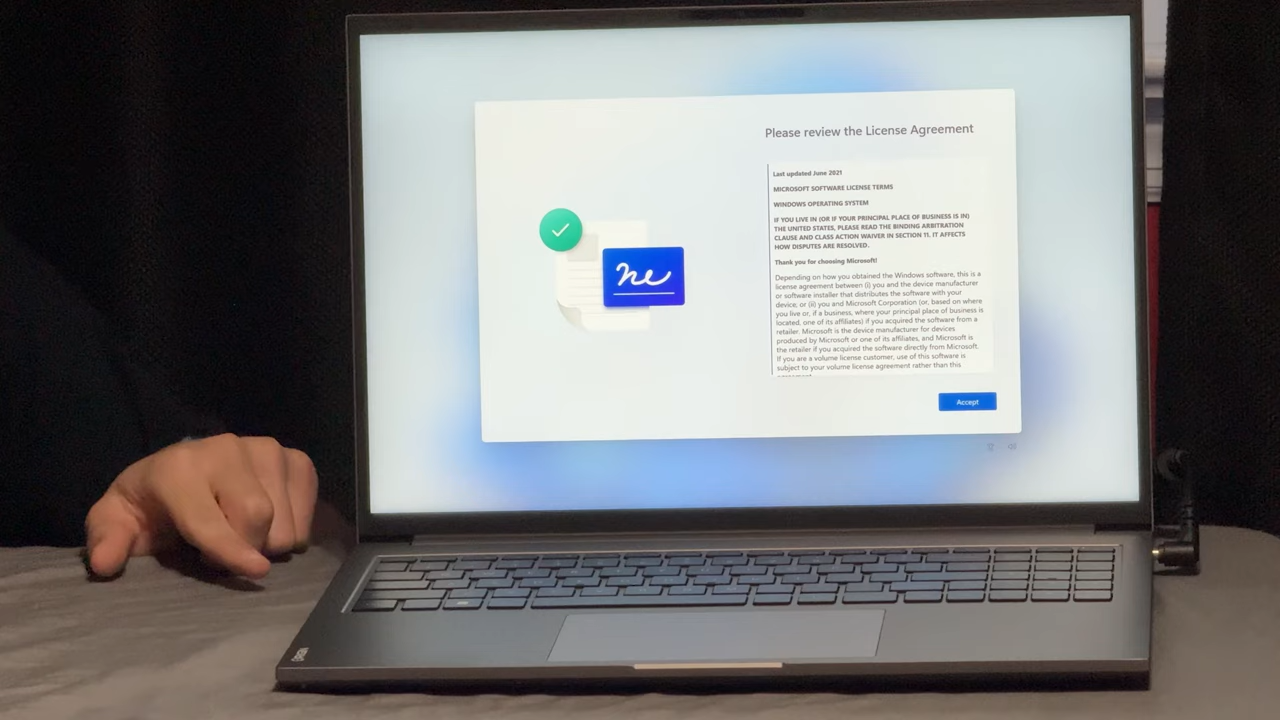 Please review the License Agreement
Last updated June 2021
MICROSOFT SOFTWARE LICENSE TERMS
WINDOWS OPERATING SYSTEM
IF YOU LIVE IN (OR IF YOUR PRINCIPAL PLACE OF BUSINESS IS IN)
THE UNITED STATES, PLEASE READ THE BINDING ARBITRATION
CLAUSE AND CLASS ACTION WAIVER IN SECTION 11. IT AFFECTS
HOW DISPUTES ARE RESOLVED.
Thank you for choosing Microsoft!
Depending on how you obtained the Windows software, this is a
license agreement between (i) you and the device manufacturer
or software installer that distributes the software with your
device; or (ii) you and Microsoft Corporation (or, based on where
you live or, if a business, where your principal place of business is
located, one of its affiliates) if you acquired the software from a
retailer. Microsoft is the device manufacturer for devices
produced by Microsoft or one of its affiliates, and Microsoft is
the retailer if you acquired the software directly from Microsoft.
If you are a volume license customer, use of this software is
subject to your volume license agreement rather than this
Accept